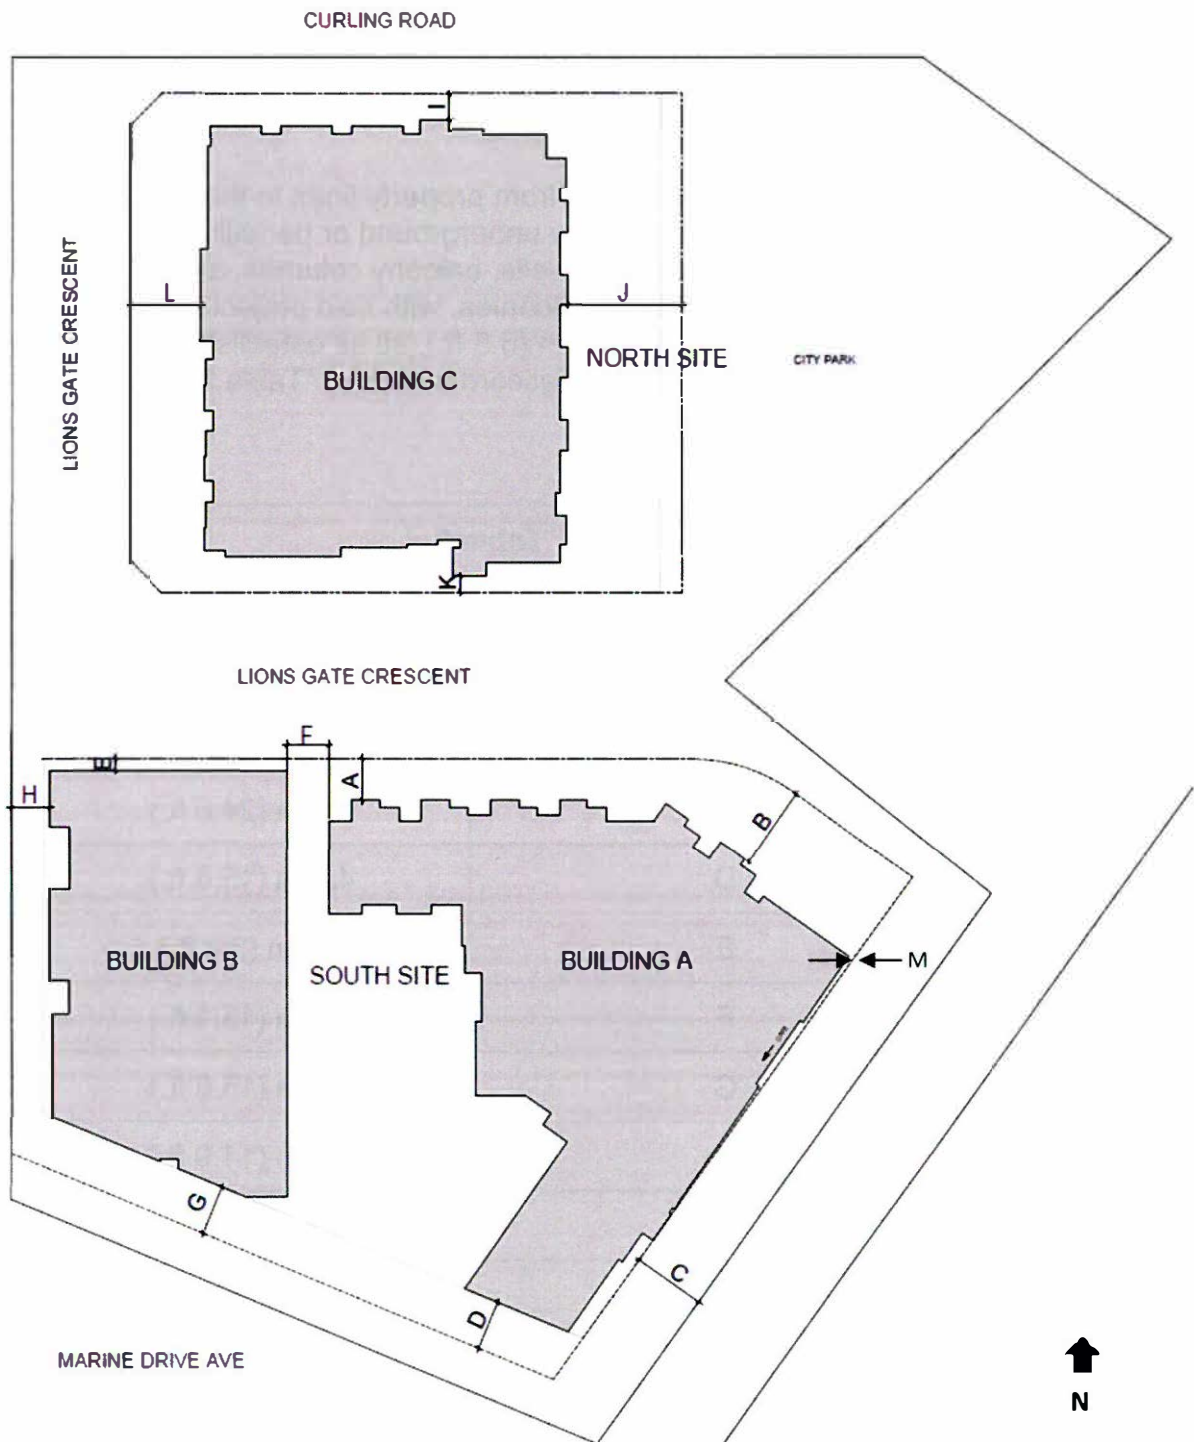 CURLING ROAD
I
LIONS GATE CRESCENT
L
J
NORTH SITE
CITY PARK
BUILDING C
K
LIONS GATE CRESCENT
F
E
A
H
B
BUILDING B
SOUTH SITE
BUILDING A
M
G
C
D
MARINE DRIVE AVE
N